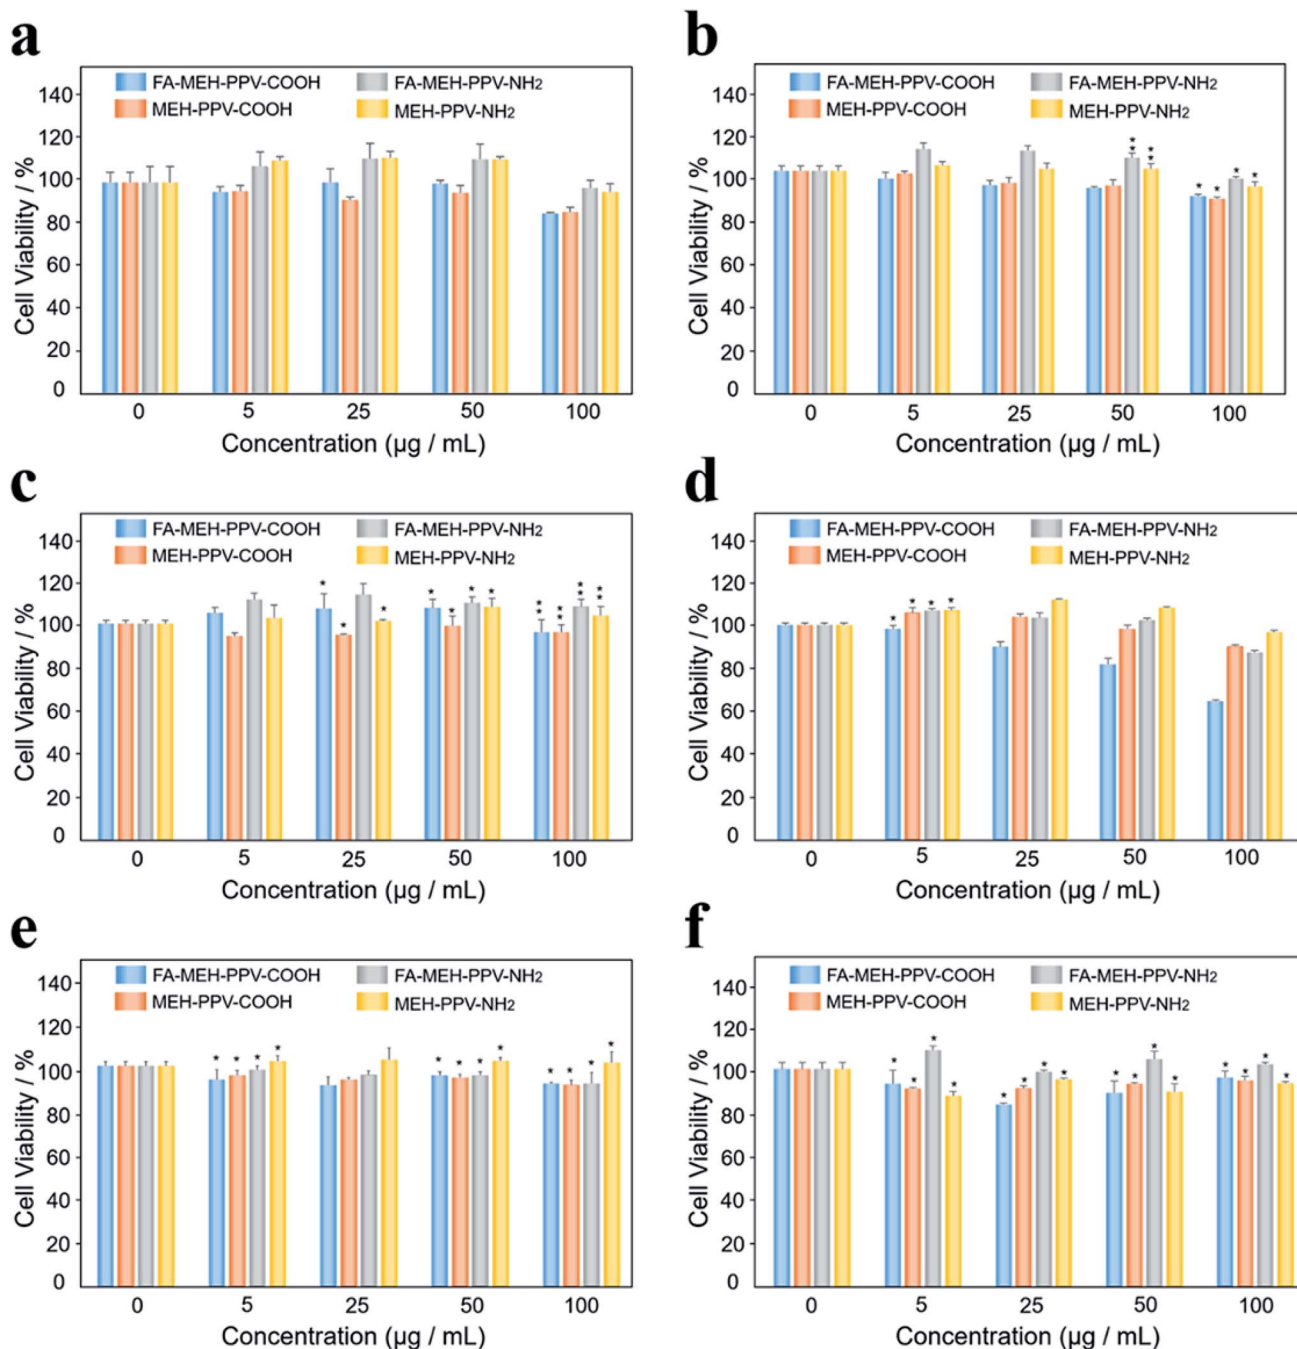 a
FA-MEH-PPV-COOH FA-MEH-PPV-NH2
MEH-PPV-COOH MEH-PPV-NH2
Cell Viability / %
140
120
100
80
60
40
20
0
0 5 25 50 100
Concentration (µg / mL)
b
FA-MEH-PPV-COOH FA-MEH-PPV-NH2
MEH-PPV-COOH MEH-PPV-NH2
Cell Viability / %
140
120
100
80
60
40
20
0
** **
* * * *
0 5 25 50 100
Concentration (µg / mL)
c
FA-MEH-PPV-COOH FA-MEH-PPV-NH2
MEH-PPV-COOH MEH-PPV-NH2
Cell Viability / %
140
120
100
80
60
40
20
0
* * *
* * * *
** ** ** **
0 5 25 50 100
Concentration (µg / mL)
d
FA-MEH-PPV-COOH FA-MEH-PPV-NH2
MEH-PPV-COOH MEH-PPV-NH2
Cell Viability / %
140
120
100
80
60
40
20
0
* * * *
0 5 25 50 100
Concentration (µg / mL)
e
FA-MEH-PPV-COOH FA-MEH-PPV-NH2
MEH-PPV-COOH MEH-PPV-NH2
Cell Viability / %
140
120
100
80
60
40
20
0
* * * *
* * * *
* * * *
0 5 25 50 100
Concentration (µg / mL)
f
FA-MEH-PPV-COOH FA-MEH-PPV-NH2
MEH-PPV-COOH MEH-PPV-NH2
Cell Viability / %
140
120
100
80
60
40
20
0
* * * *
* * * *
* * * *
* * * *
0 5 25 50 100
Concentration (µg / mL)